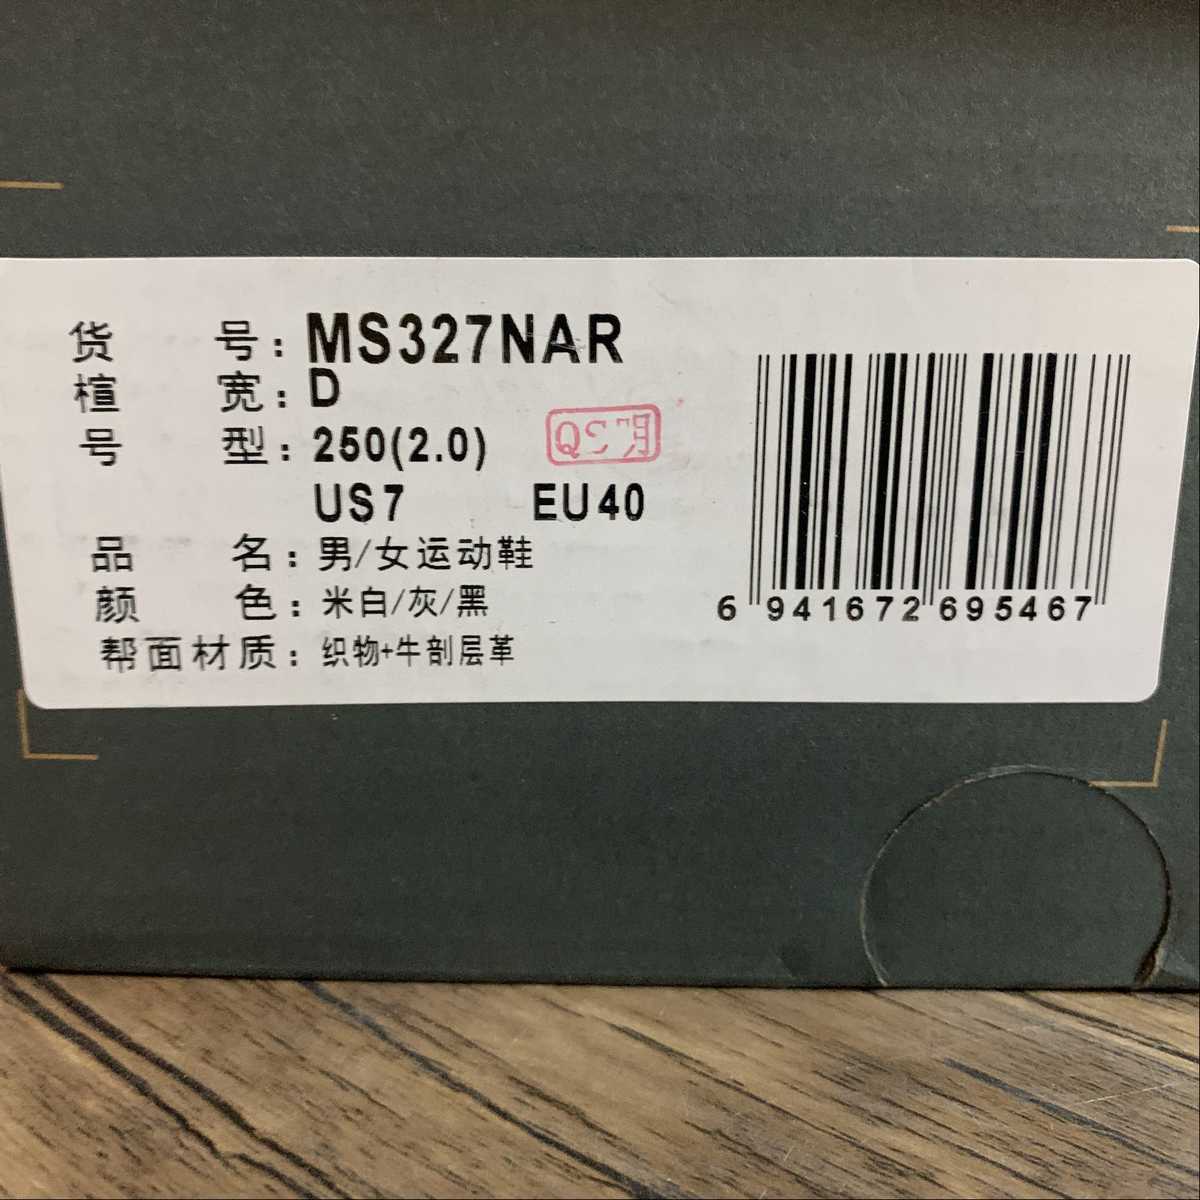 货 号：MS327NAR
楦 宽：D
号 型：250(2.0)
US7 EU40
品 名：男/女运动鞋
颜 色：米白/灰/黑
帮面材质：织物+牛剖层革
6 941672 695467